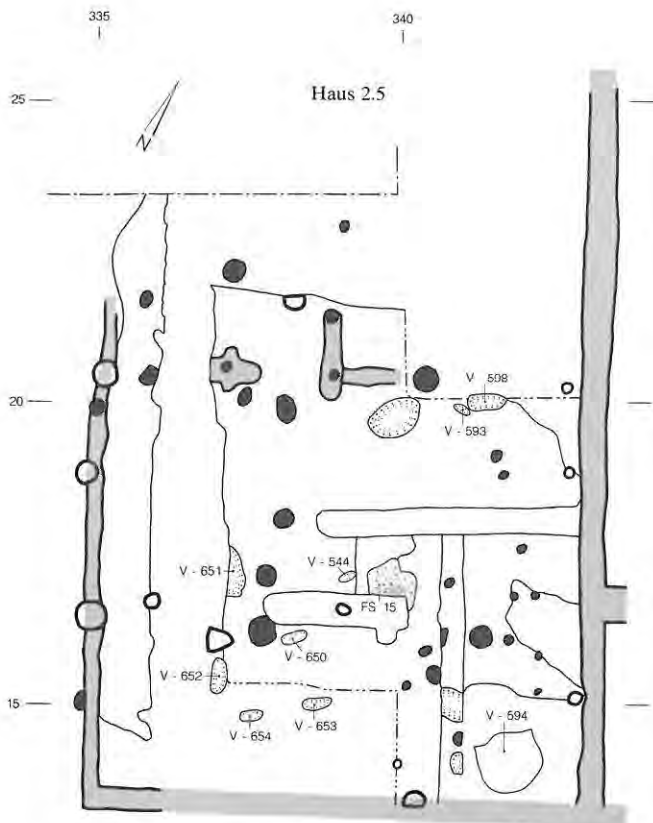 335
340
25
Haus 2.5
N
V - 508
20
V - 593
V - 544
V - 651
FS 15
V - 650
V - 652
15
V - 653
V - 654
V - 594